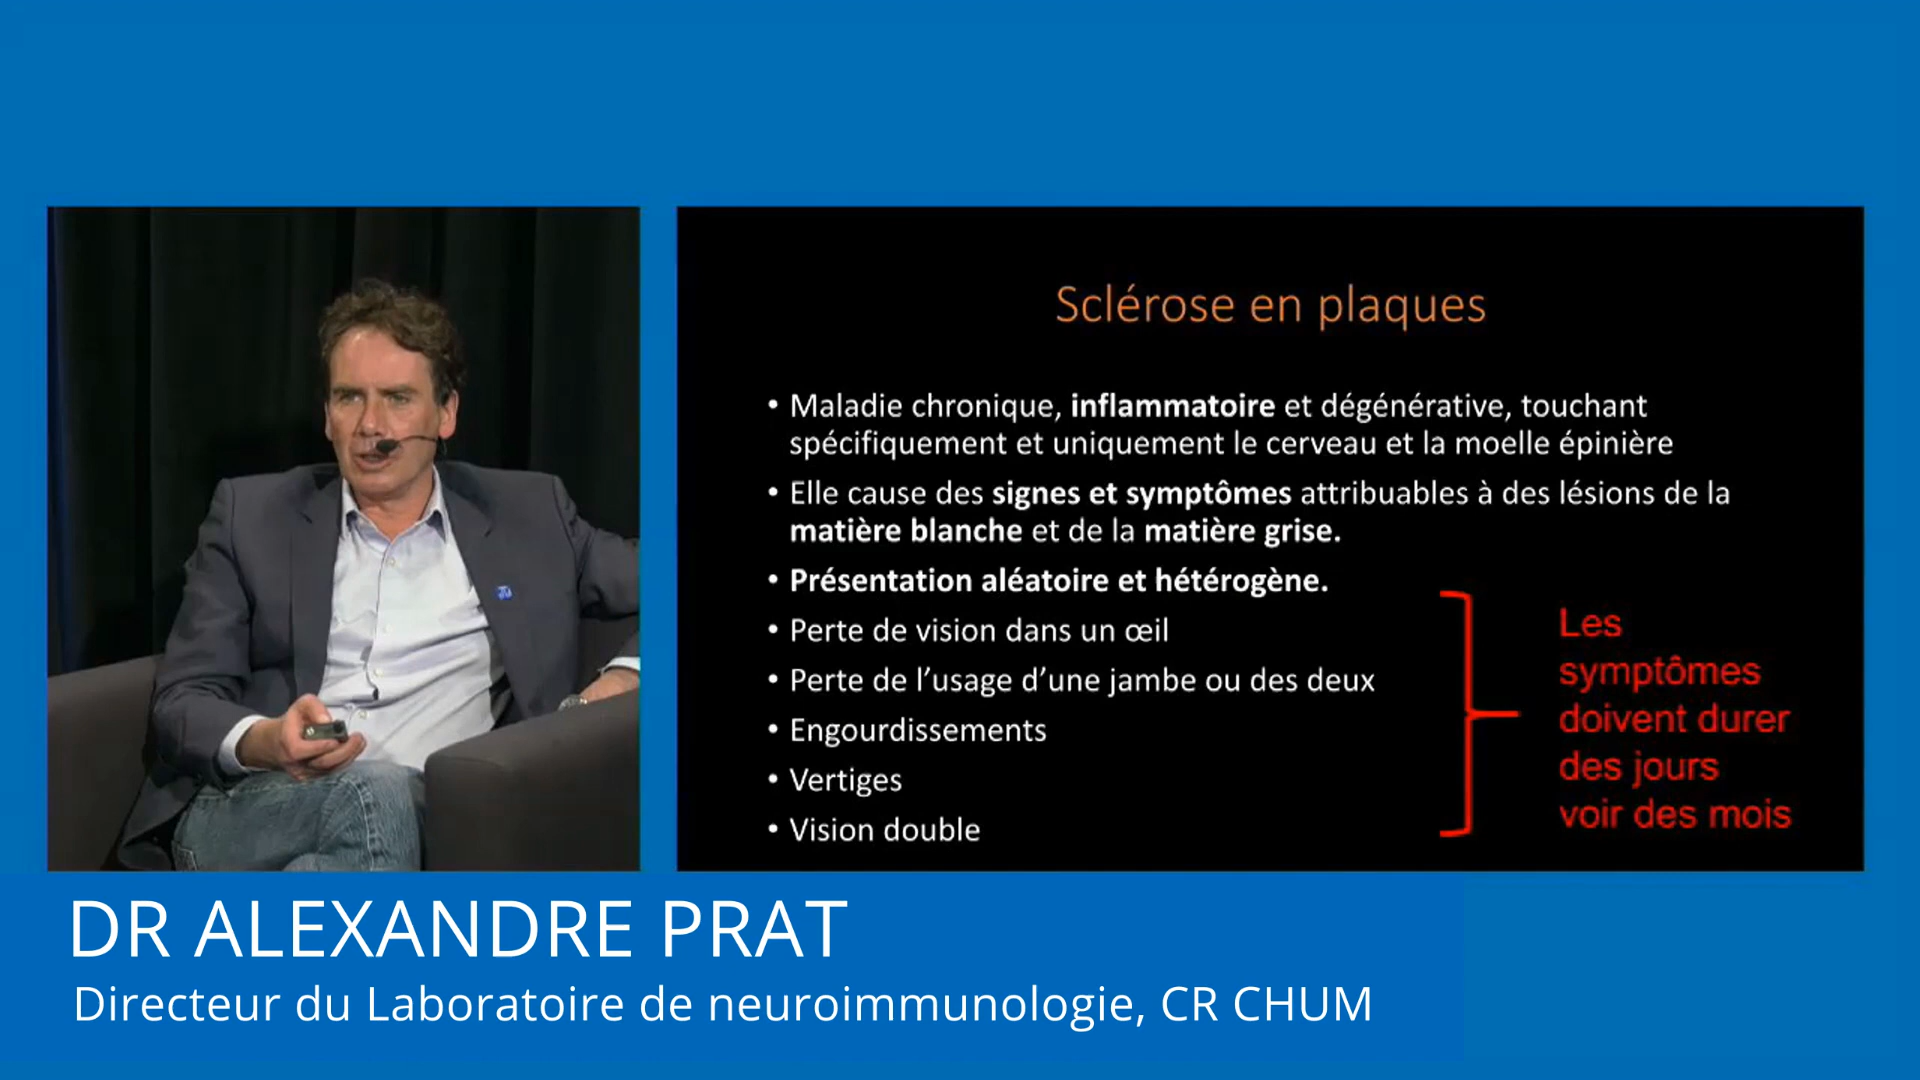 Sclérose en plaques
• Maladie chronique, inflammatoire et dégénérative, touchant
spécifiquement et uniquement le cerveau et la moelle épinière
• Elle cause des signes et symptômes attribuables à des lésions de la
matière blanche et de la matière grise.
• Présentation aléatoire et hétérogène.
• Perte de vision dans un œil
• Perte de l’usage d’une jambe ou des deux
• Engourdissements
• Vertiges
• Vision double
Les
symptômes
doivent durer
des jours
voir des mois
DR ALEXANDRE PRAT
Directeur du Laboratoire de neuroimmunologie, CR CHUM